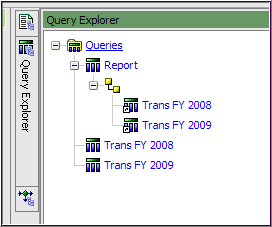 Query Explorer
Query Explorer
Queries
Report
Trans FY 2008
Trans FY 2009
Trans FY 2008
Trans FY 2009